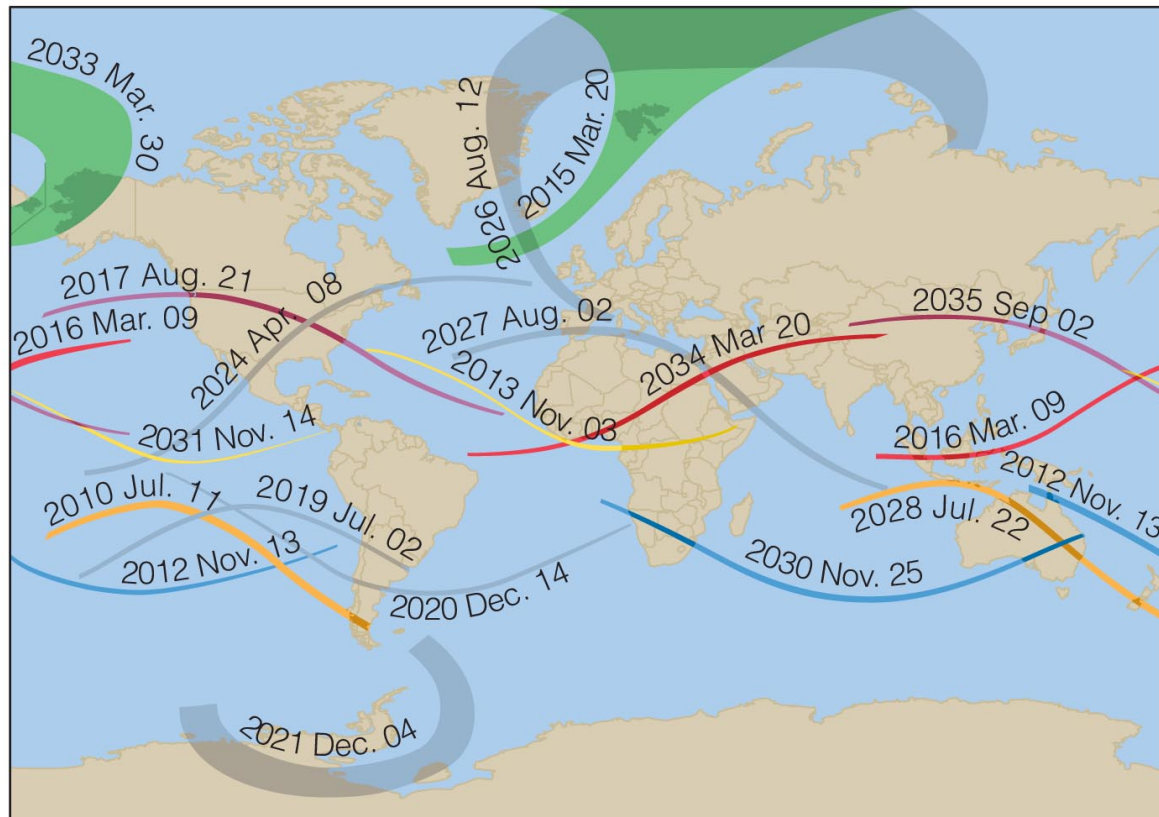 2033 Mar. 30
2026 Aug. 12
2015 Mar. 20
2017 Aug. 21
2016 Mar. 09
2024 Apr. 08
2027 Aug. 02
2035 Sep 02
2034 Mar 20
2013 Nov. 03
2031 Nov. 14
2016 Mar. 09
2012 Nov. 13
2010 Jul. 11
2019 Jul. 02
2028 Jul. 22
2012 Nov. 13
2030 Nov. 25
2020 Dec. 14
2021 Dec. 04